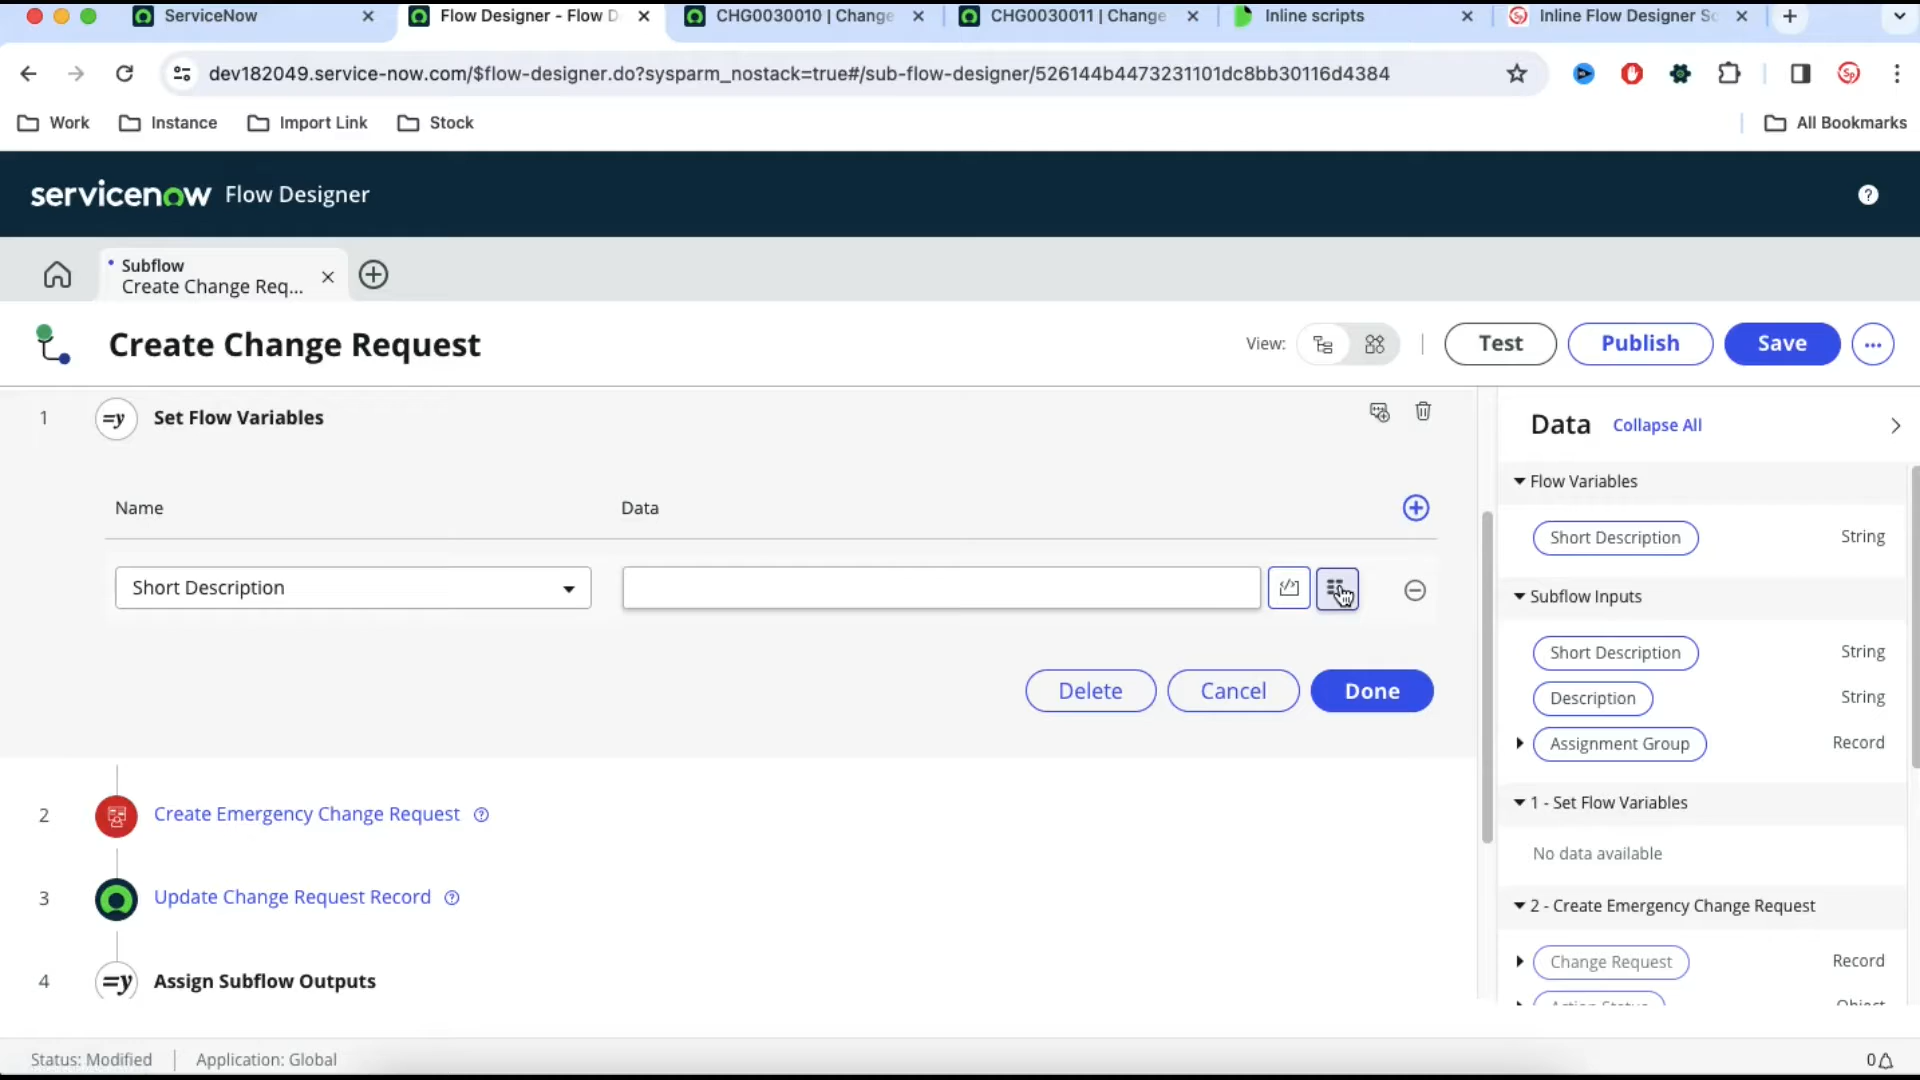 ServiceNow
Flow Designer - Flow D
CHG0030010 | Change
CHG0030011 | Change
Inline scripts
Inline Flow Designer Sc
dev182049.service-now.com/$flow-designer.do?sysparm_nostack=true#/sub-flow-designer/526144b4473231101dc8bb30116d4384
Work
Instance
Import Link
Stock
All Bookmarks
servicenow Flow Designer
Subflow
Create Change Req...
Create Change Request
View:
Test
Publish
Save
1
=y
Set Flow Variables
Name
Data
Short Description
Delete
Cancel
Done
2
Create Emergency Change Request
3
Update Change Request Record
4
=y
Assign Subflow Outputs
Data
Collapse All
Flow Variables
Short Description
String
Subflow Inputs
Short Description
String
Description
String
Assignment Group
Record
1 - Set Flow Variables
No data available
2 - Create Emergency Change Request
Change Request
Record
Action Status
Object
Status: Modified
Application: Global
0